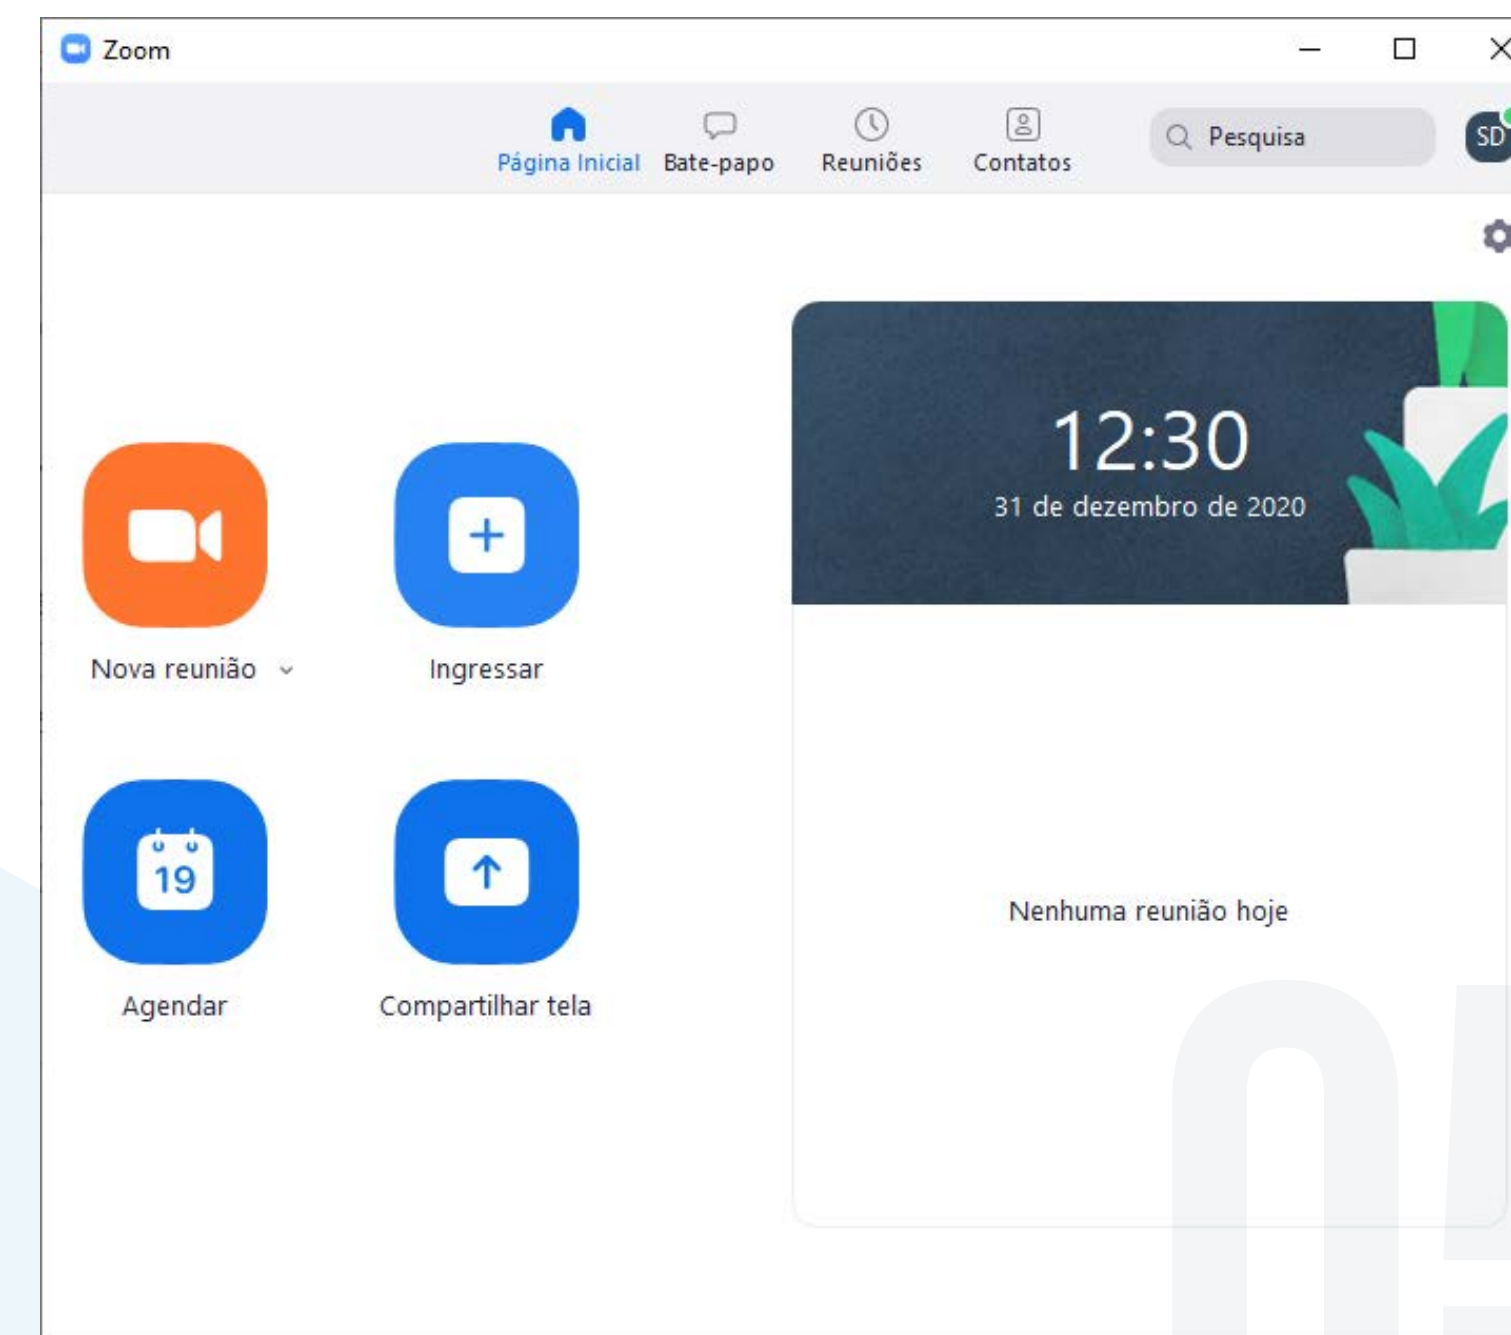 Zoom
Página Inicial Bate-papo Reuniões Contatos Pesquisa SD
12:30
31 de dezembro de 2020
Nova reunião Ingressar
19
Nenhuma reunião hoje
Agendar Compartilhar tela